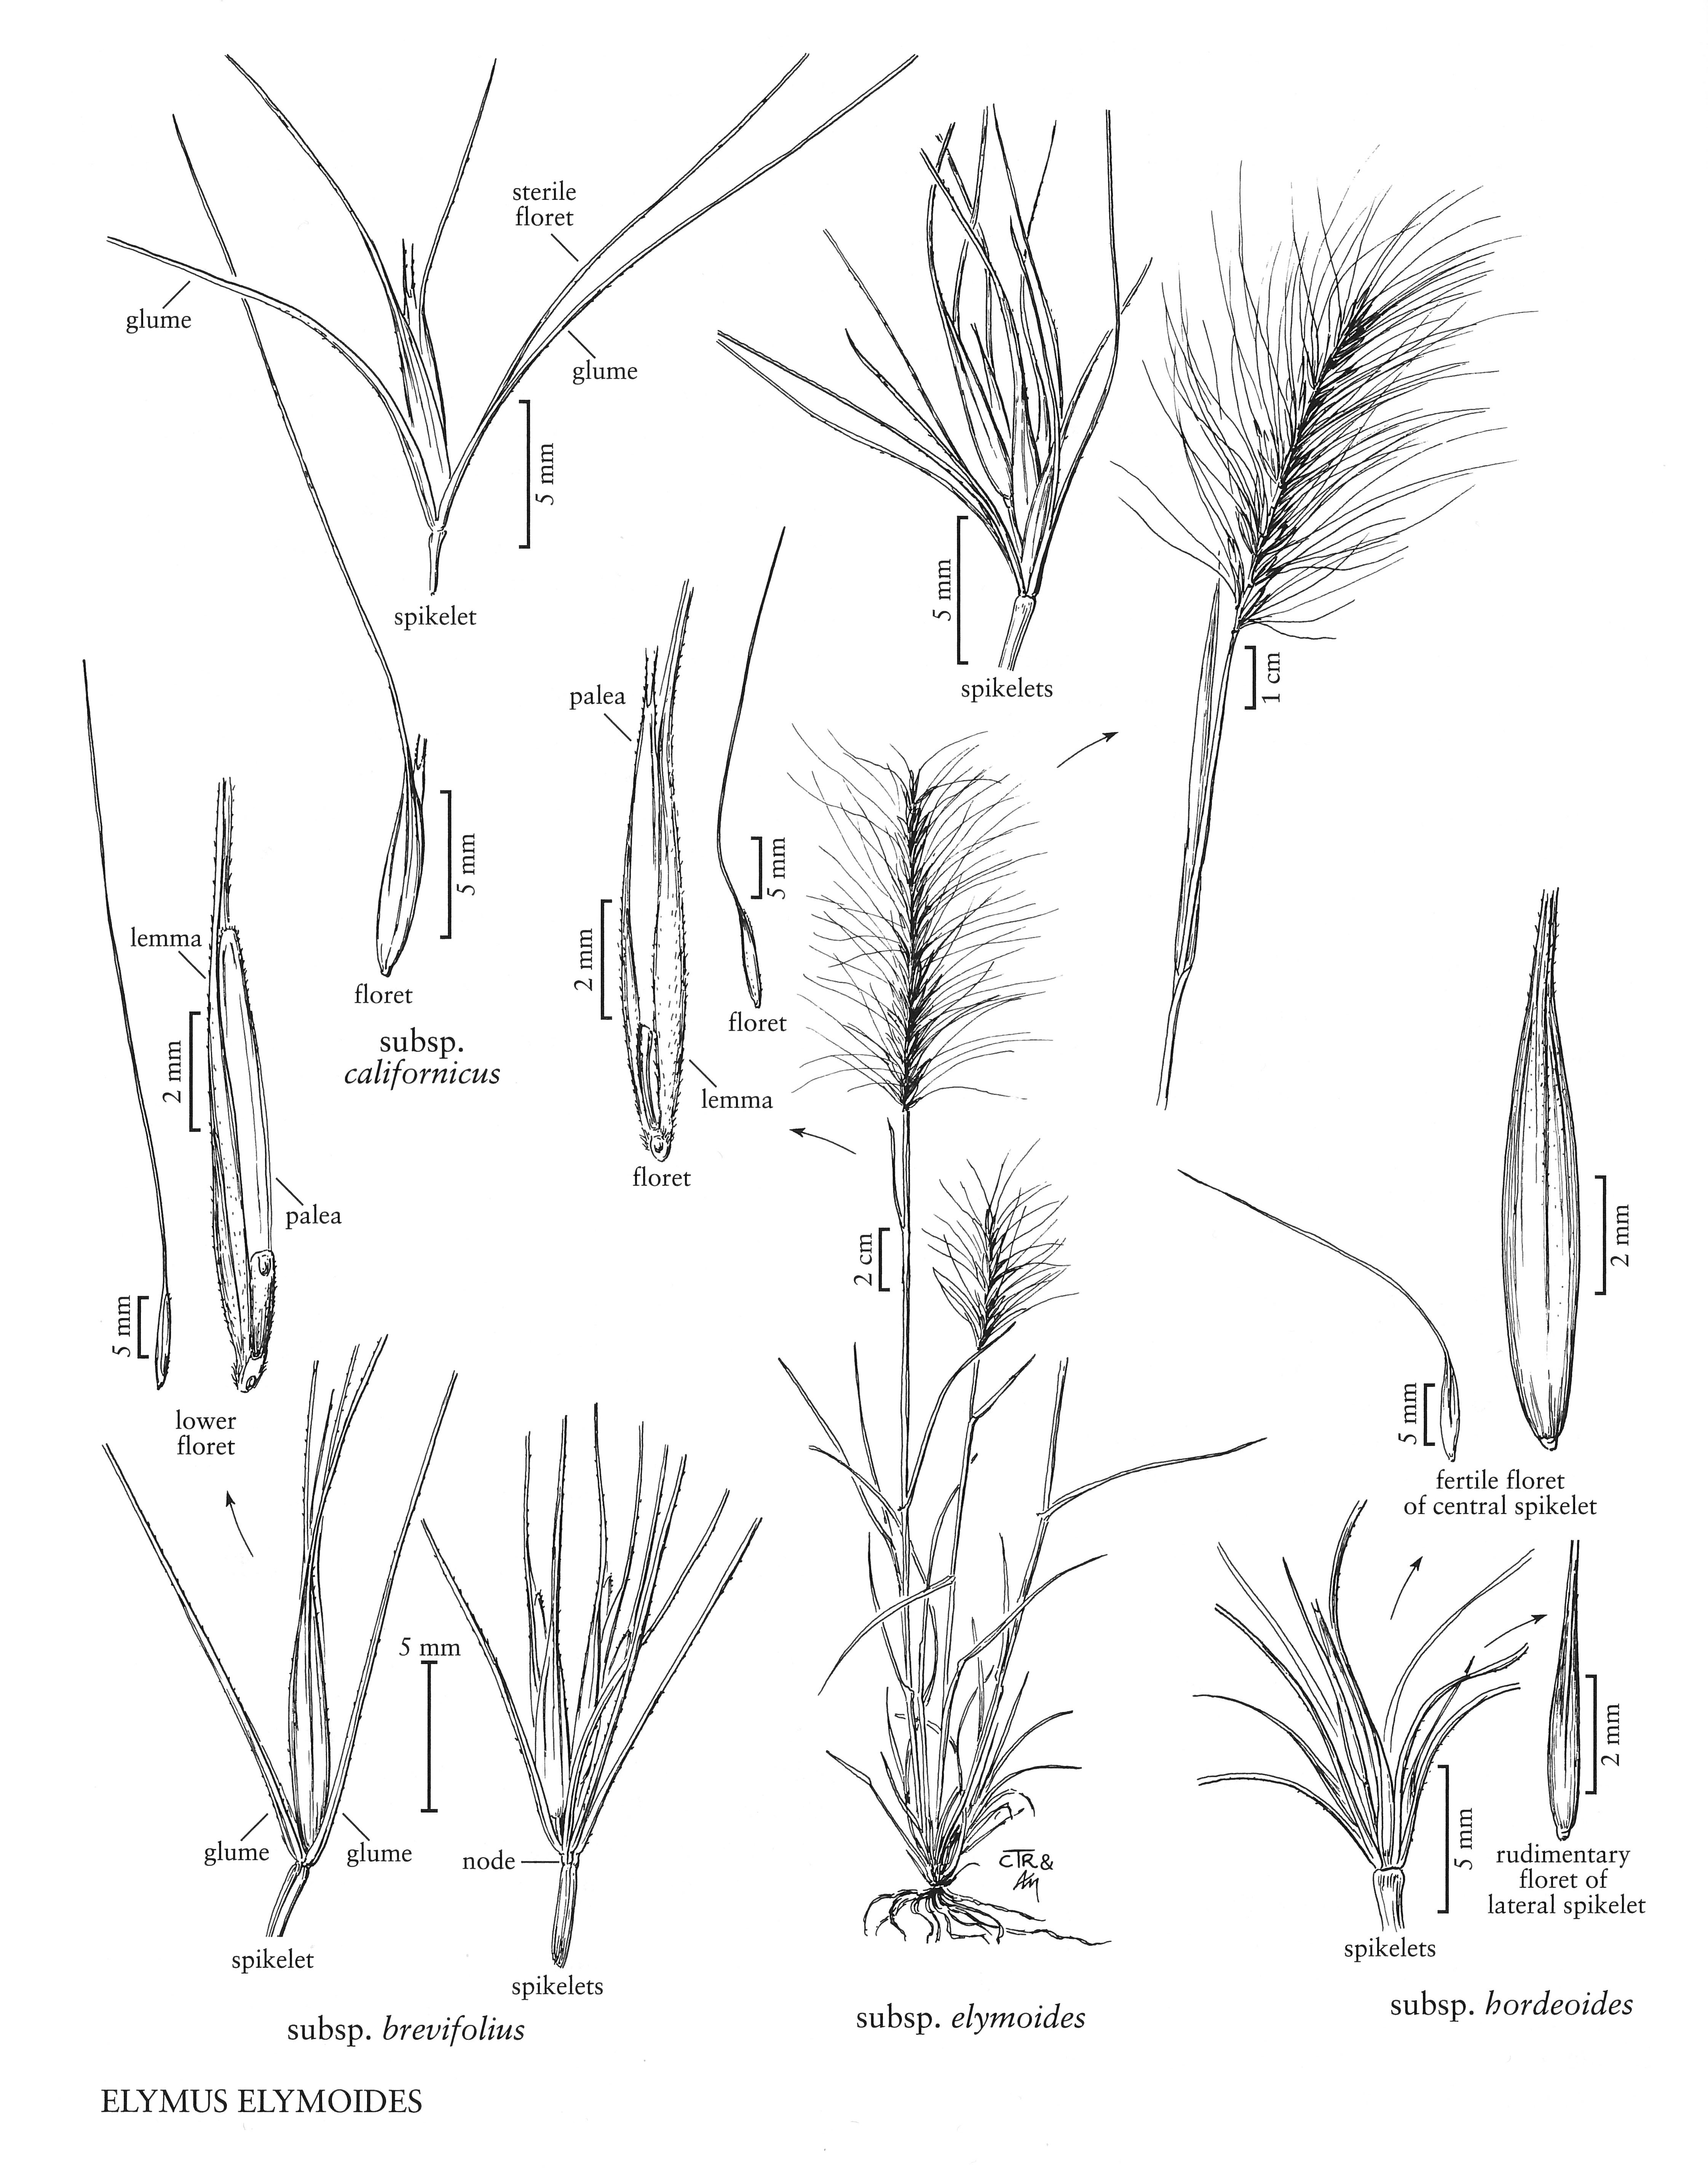 sterile
floret
glume
glume
5 mm
spikelet
5 mm
spikelets
1 cm
palea
5 mm
5 mm
lemma
2 mm
floret
floret
subsp.
californicus
2 mm
lemma
floret
palea
2 cm
2 mm
5 mm
lower
floret
5 mm
fertile floret
of central spikelet
5 mm
2 mm
glume
glume
node
CTR &
5 mm
rudimentary
floret of
lateral spikelet
spikelet
spikelets
spikelets
subsp. brevifolius
subsp. elymoides
subsp. hordeoides
ELYMUS ELYMOIDES